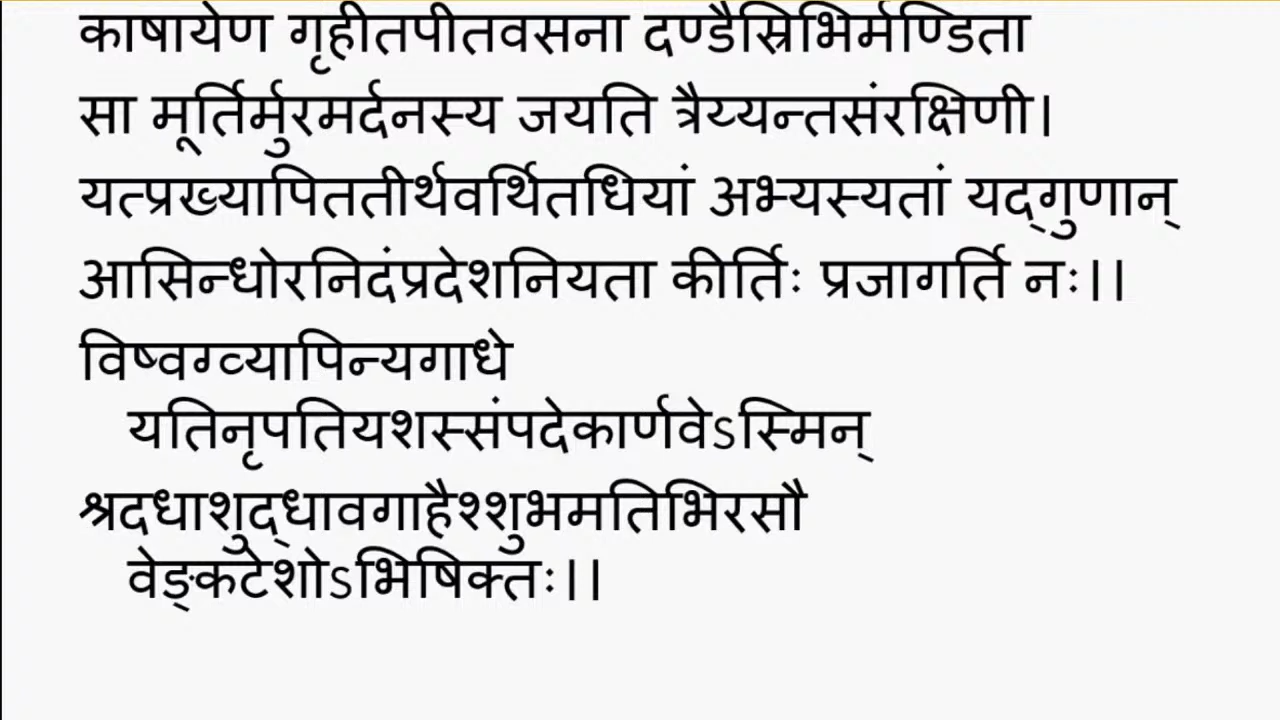 काषायेण गृहीतपीतवसना दण्डैस्रिभिर्मण्डिता
सा मूर्तिर्मुरमर्दनस्य जयति त्रैय्यन्तसंरक्षिणी।
यत्प्रख्यापिततीर्थवर्थितधियां अभ्यस्यतां यद्‌गुणान्
आसिन्धोरनिदंप्रदेशनियता कीर्तिः प्रजागर्ति नः।।
विष्वग्व्यापिन्यगाधे
यतिनृपतियशस्संपदेकार्णवेऽस्मिन्
श्रदधाशुद्‌धावगाहैश्शुभमतिभिरसौ
वेङ्कटेशोऽभिषिक्तः।।